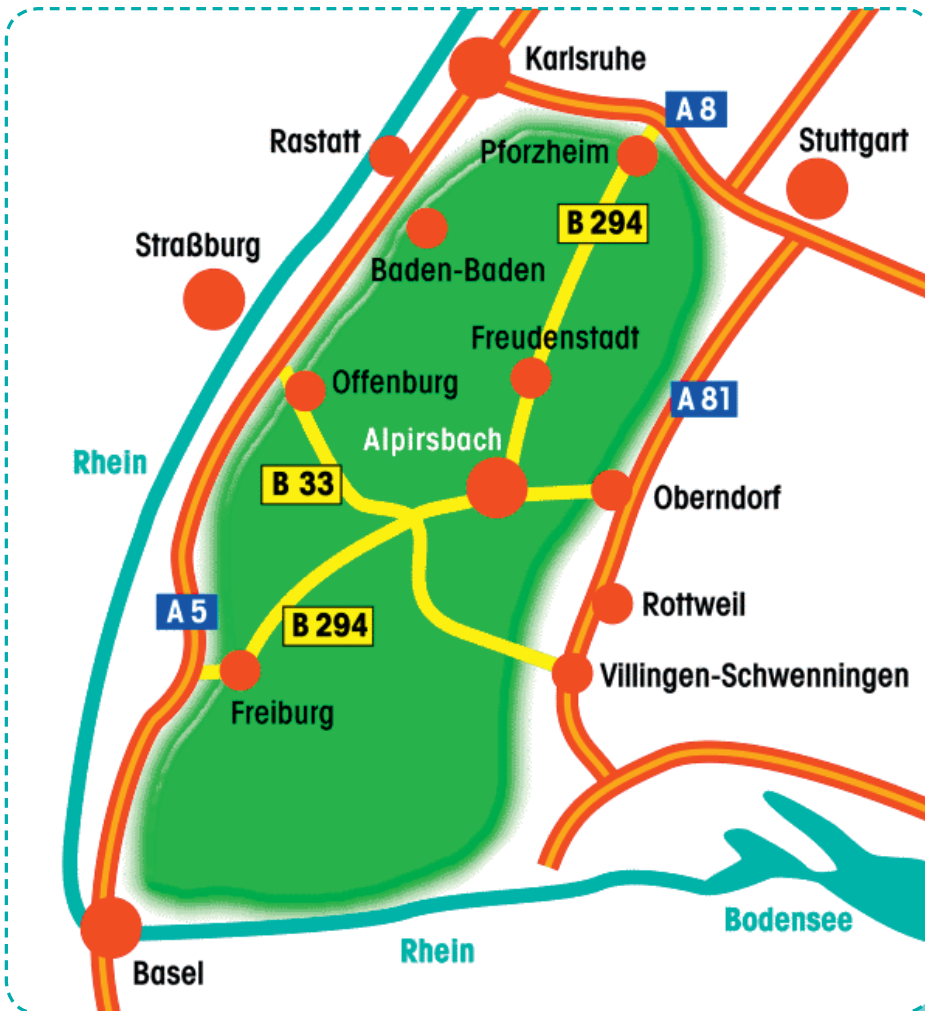 Karlsruhe
A 8
Rastatt
Pforzheim
Stuttgart
B 294
Straßburg
Baden-Baden
Freudenstadt
Offenburg
A 81
Alpirsbach
Rhein
B 33
Oberndorf
Rottweil
A 5
B 294
Villingen-Schwenningen
Freiburg
Bodensee
Rhein
Basel